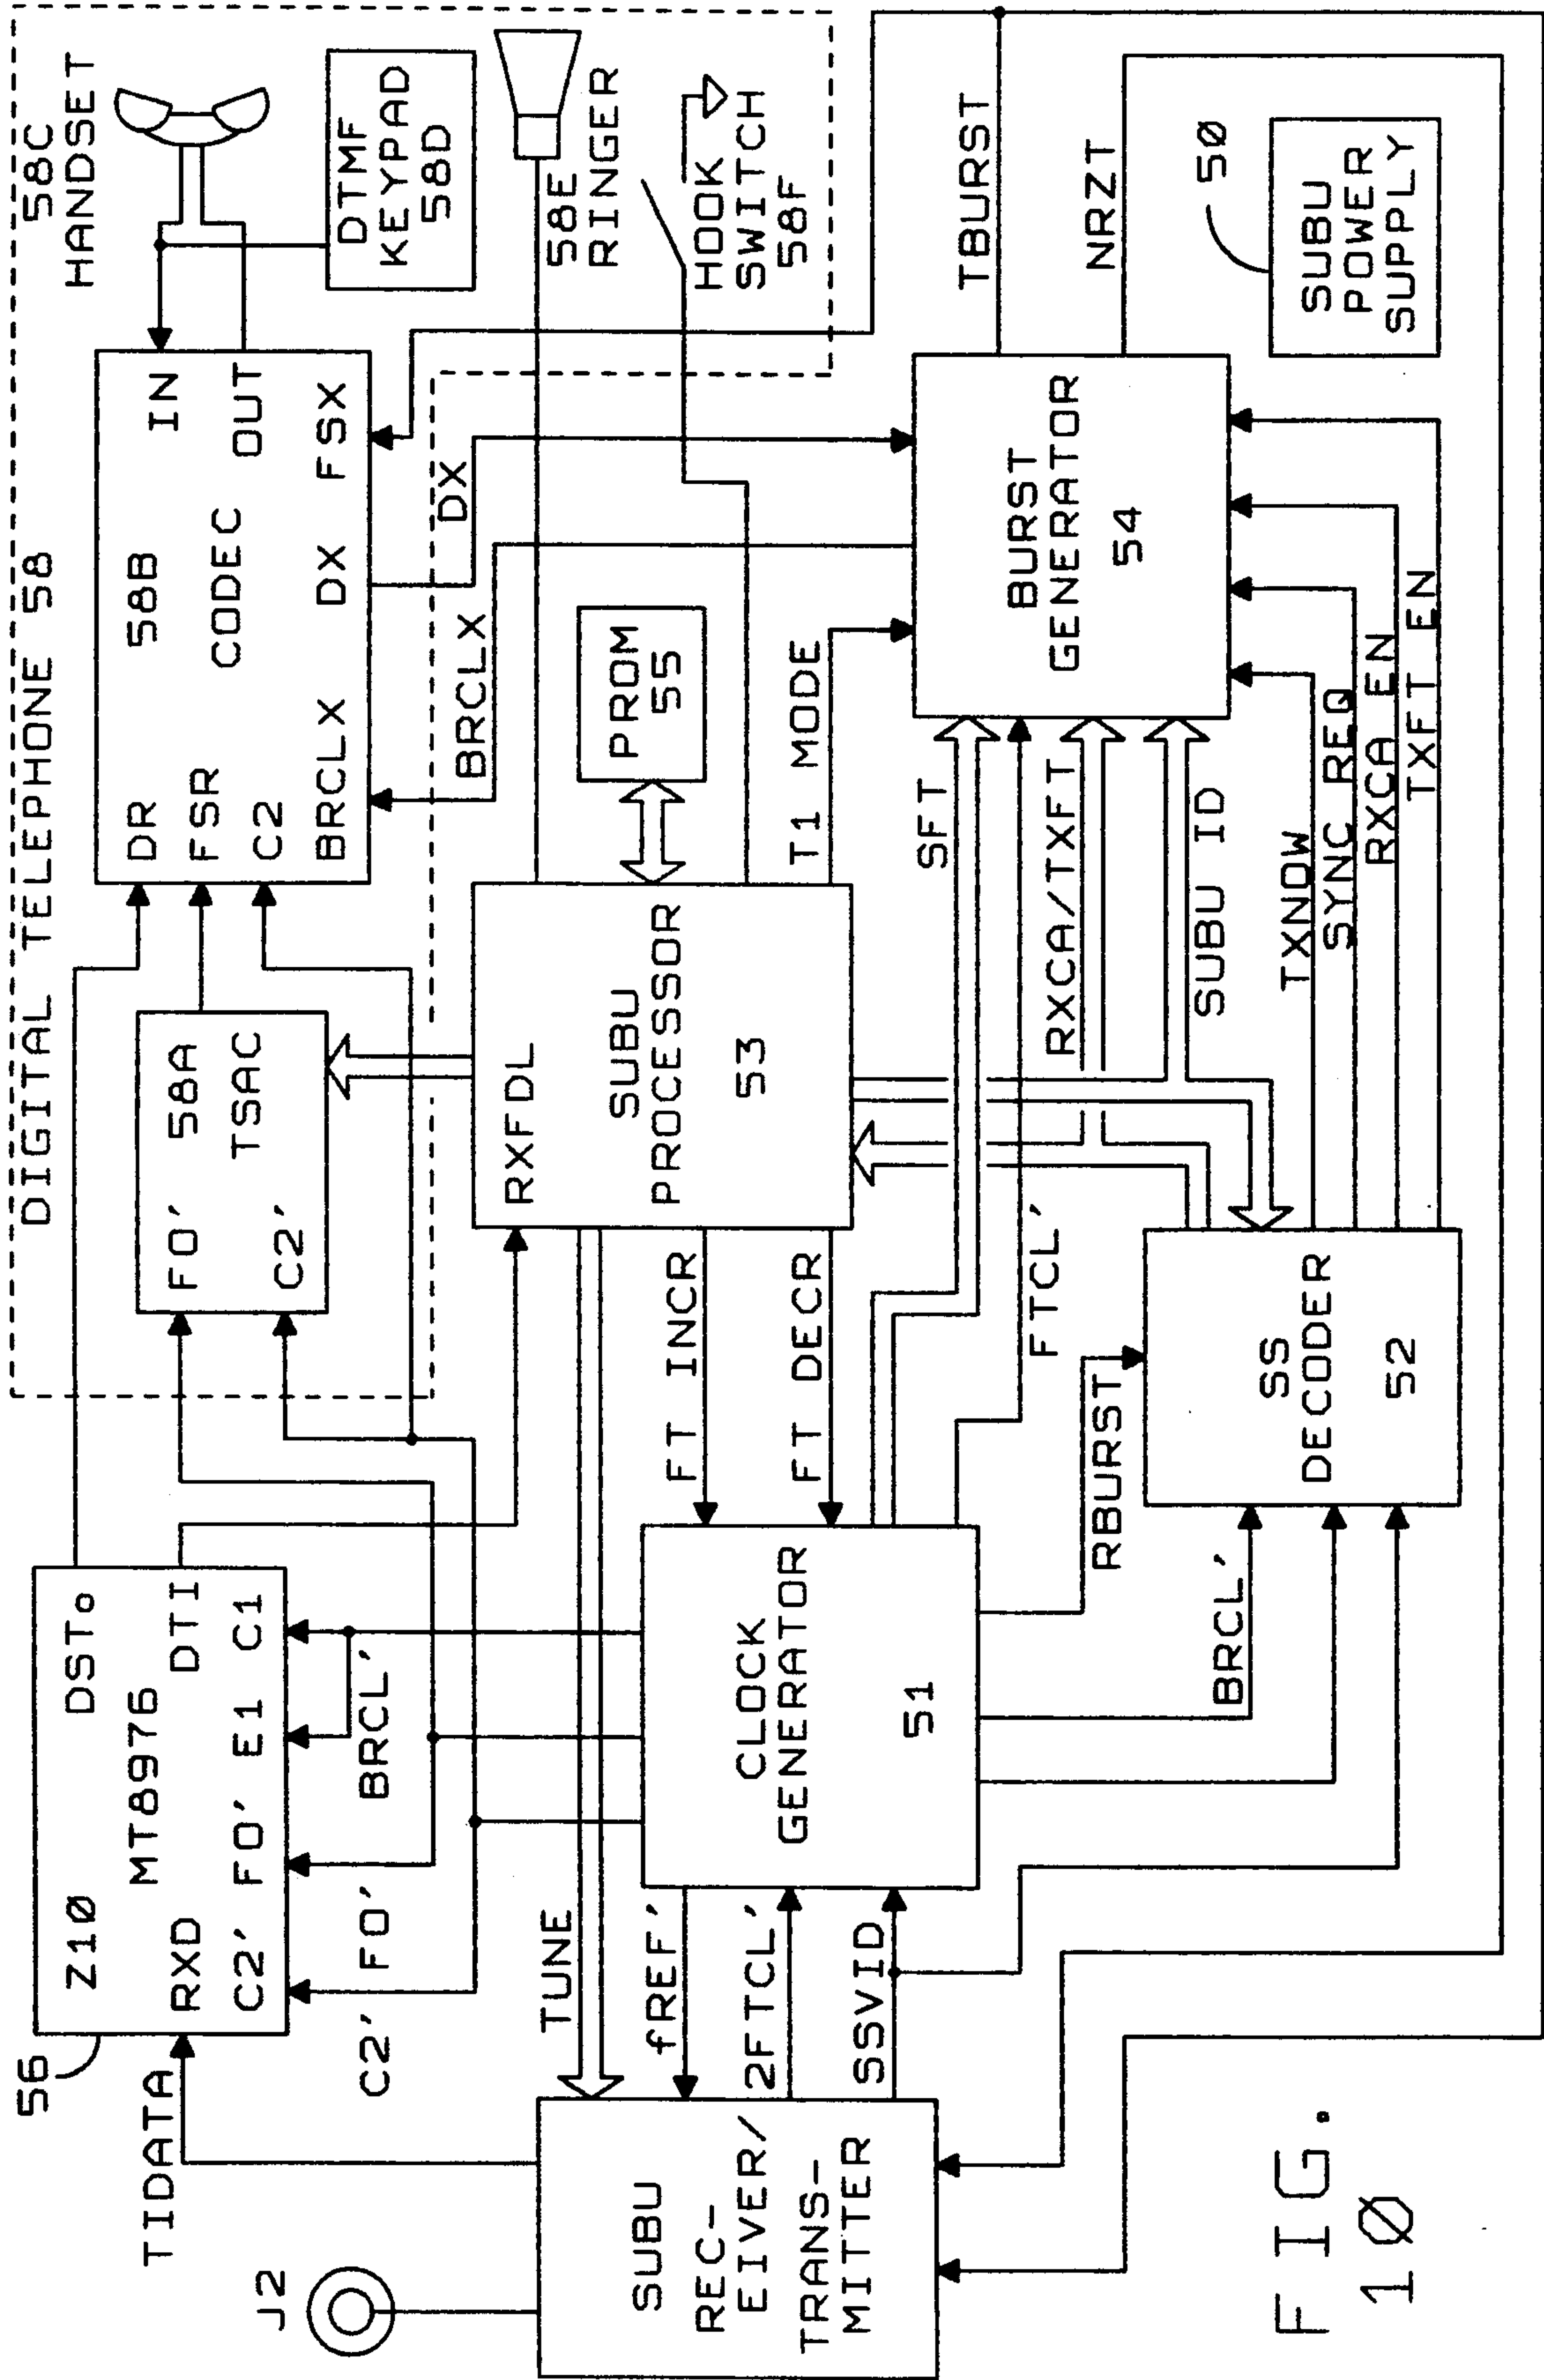 DIGITAL TELEPHONE 58
58C
HANDSET
56
Z10
DSTo
MT8976
RXD
DTI
C2' FO' E1 C1
TIDATA
J2
C2' FO'
BRCL'
FO'
58A
C2'
TSAC
DR
58B
IN
FSR
CODEC
OUT
C2
BRCLX DX FSX
DTMF
KEYPAD
58D
58E
RINGER
HOOK
SWITCH
58F
BRCLX
DX
RXFDL
SUBU
PROCESSOR
53
PROM
55
TUNE
FT INCR
FT DECR
T1 MODE
SUBU
REC-
EIVER/
TRANS-
MITTER
fREF'
2FTCL'
SSVID
CLOCK
GENERATOR
51
SFT
FTCL'
RXCA/TXFT
SUBU ID
BURST
GENERATOR
54
TBURST
NRZT
50
SUBU
POWER
SUPPLY
RBURST
BRCL'
SS
DECODER
52
TXNOW
SYNC REQ
RXCA EN
TXFT EN
FIG.
10